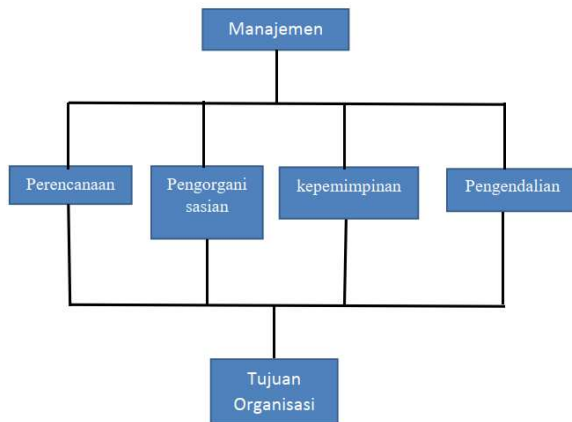 Manajemen
Perencanaan
Pengorgani
sasian
kepemimpinan
Pengendalian
Tujuan
Organisasi